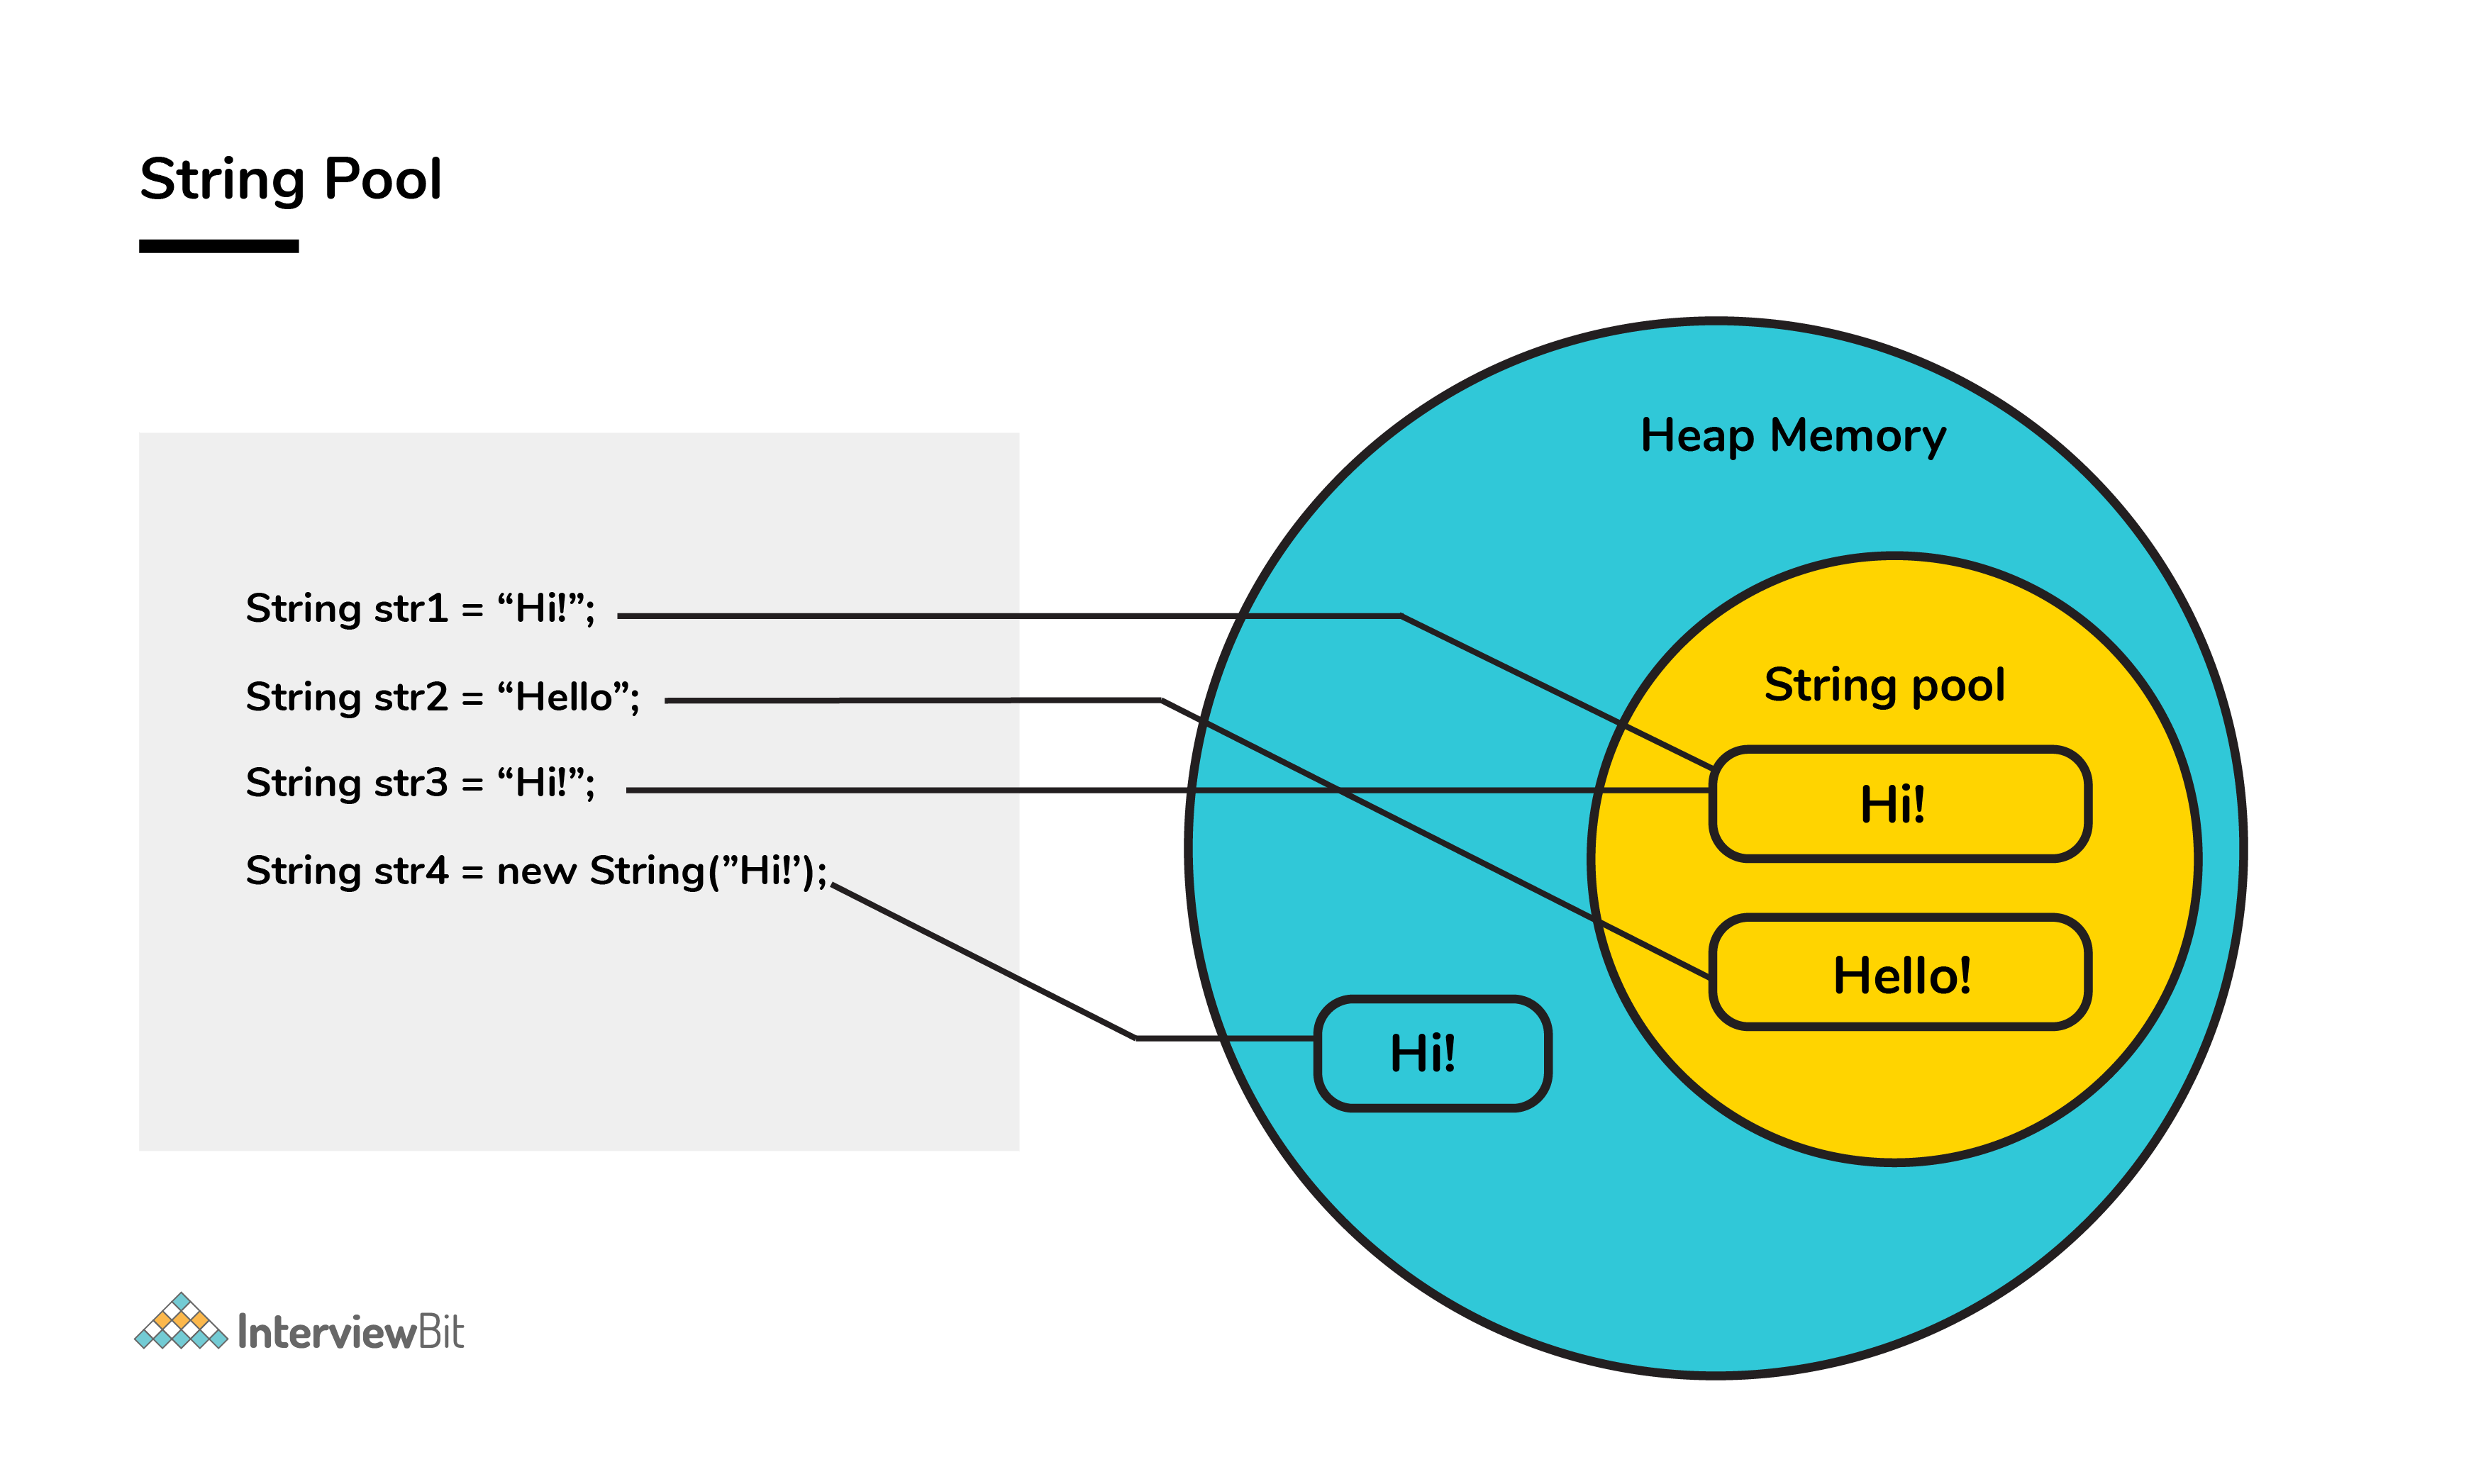 String Pool
String str1 = “Hi!”;
String str2 = “Hello”;
String str3 = “Hi!”;
String str4 = new String(”Hi!’);
Heap Memory
String pool
Hi!
Hello!
Hi!
InterviewBit